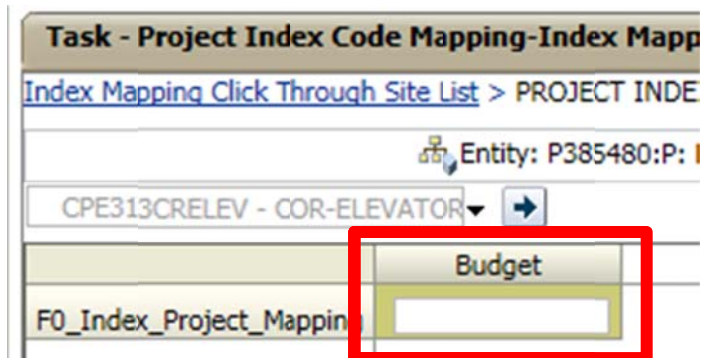 Task - Project Index Code Mapping-Index Mapp
Index Mapping Click Through Site List > PROJECT INDE
Entity: P385480:P:
CPE313CRELEV - COR-ELEVATOR
Budget
F0_Index_Project_Mapping